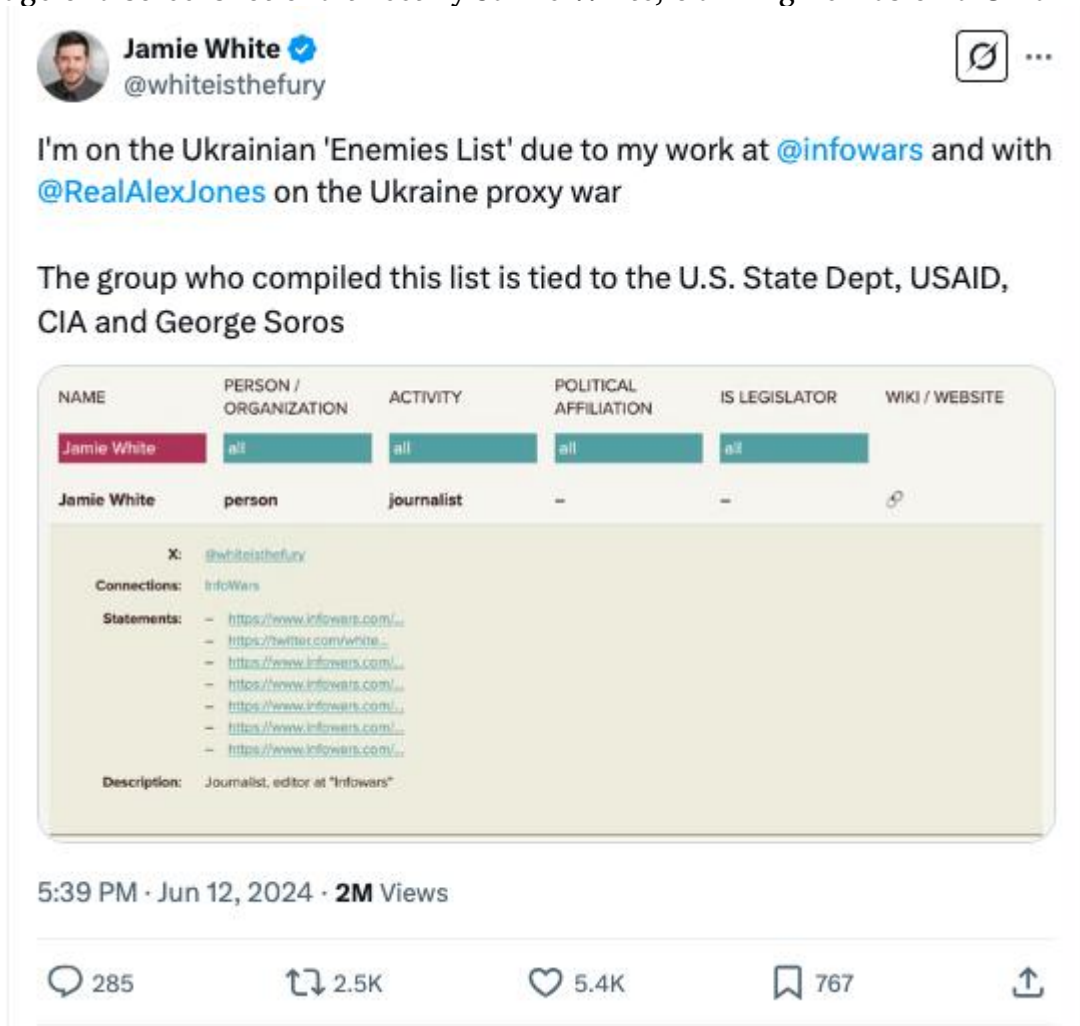 Jamie White
@whiteisthefury
I'm on the Ukrainian 'Enemies List' due to my work at @infowars and with
@RealAlexJones on the Ukraine proxy war
The group who compiled this list is tied to the U.S. State Dept, USAID,
CIA and George Soros
NAME PERSON / ORGANIZATION ACTIVITY POLITICAL AFFILIATION IS LEGISLATOR WIKI / WEBSITE
Jamie White all all all all
Jamie White person journalist – –
X: @whiteisthefury
Connections: InfoWars
Statements: – https://www.infowars.com/...
– https://twitter.com/white...
– https://www.infowars.com/...
– https://www.infowars.com/...
– https://www.infowars.com/...
– https://www.infowars.com/...
– https://www.infowars.com/...
Description: Journalist, editor at "Infowars"
5:39 PM · Jun 12, 2024 · 2M Views
285 2.5K 5.4K 767